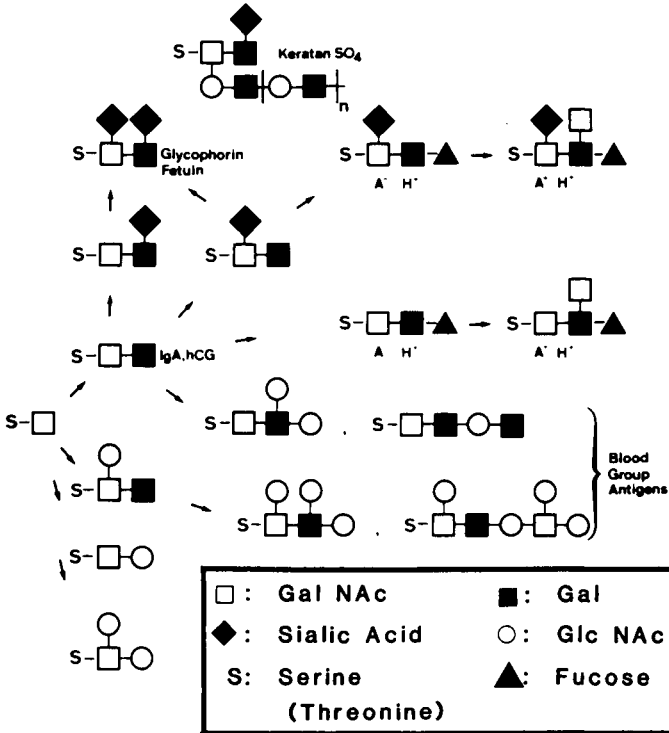 S-
Keratan SO4
n
S-
Glycophorin
Fetuin
S-
A- H+
S-
A+ H+
S-
S-
S-
IgA,hCG
S-
A H+
S-
A+ H+
S-
S-
S-
S-
Blood
Group
Antigens
S-
S-
S-
S-
: Gal NAc
: Gal
: Sialic Acid
: Glc NAc
S: Serine
: Fucose
(Threonine)